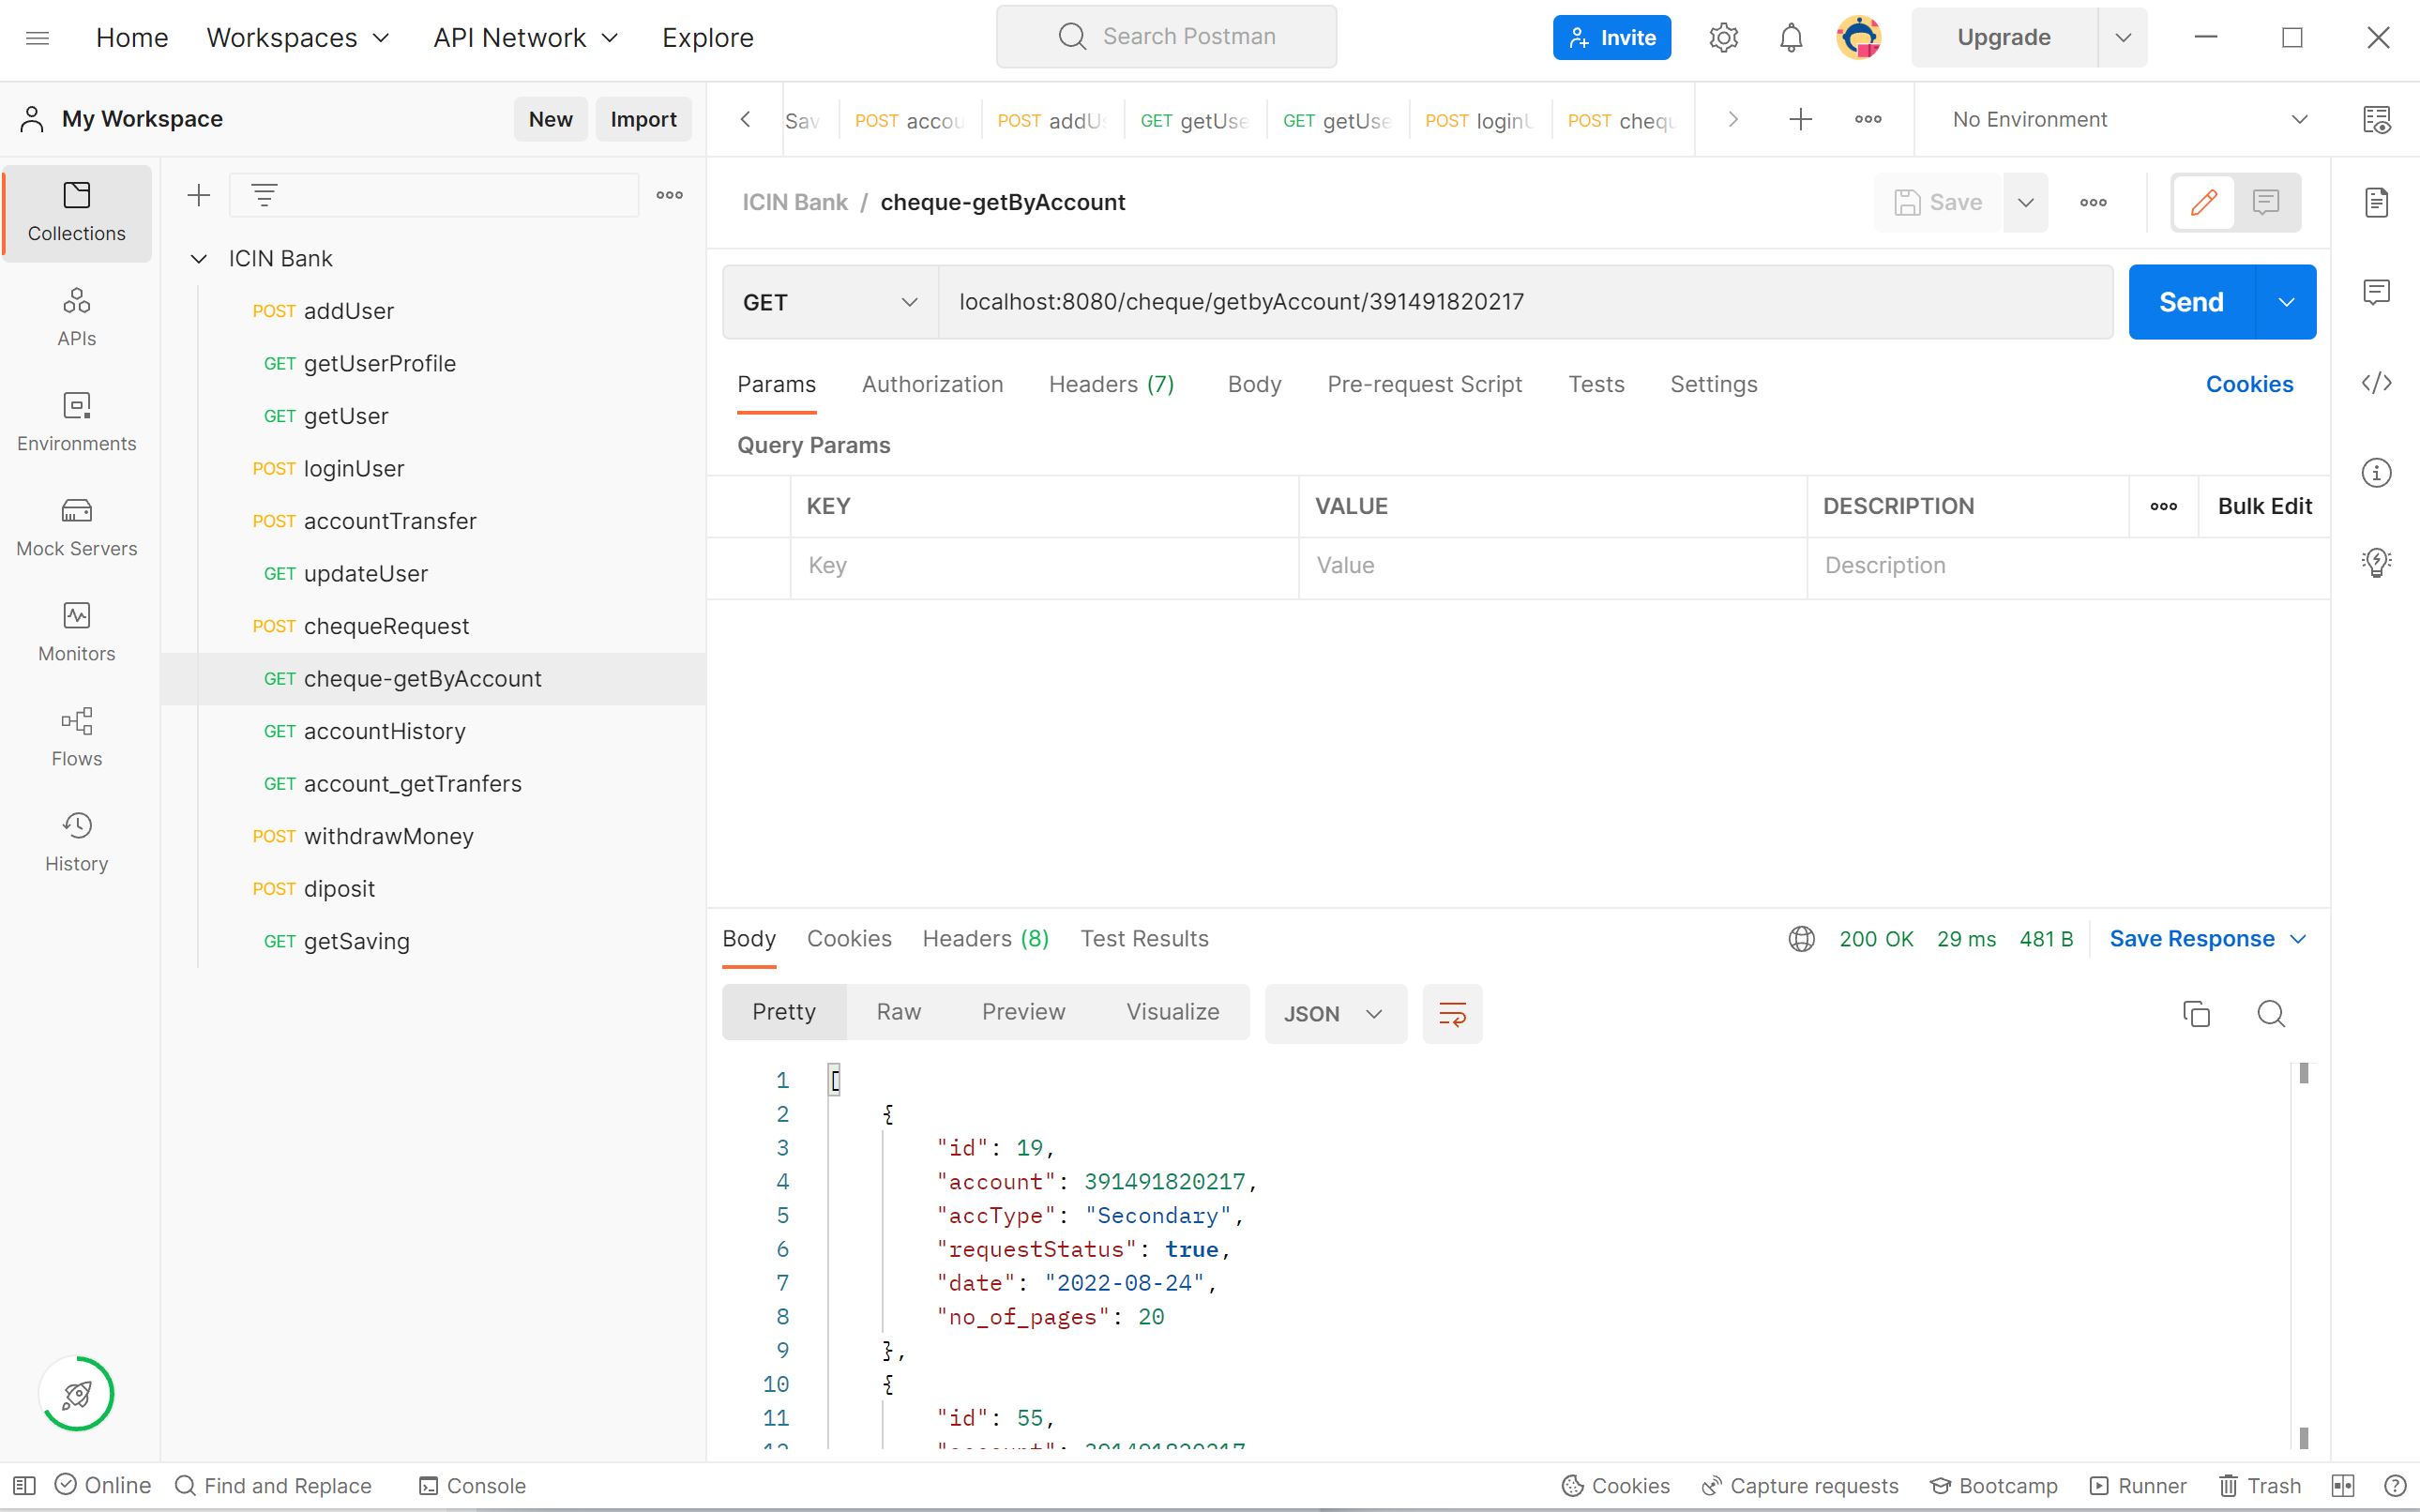 Home Workspaces API Network Explore Search Postman Invite Upgrade
My Workspace New Import
Sav POST accou POST addUs GET getUse GET getUse POST loginU POST chequ No Environment
Collections
APIs
Environments
Mock Servers
Monitors
Flows
History
ICIN Bank
POST addUser
GET getUserProfile
GET getUser
POST loginUser
POST accountTransfer
GET updateUser
POST chequeRequest
GET cheque-getByAccount
GET accountHistory
GET account_getTranfers
POST withdrawMoney
POST diposit
GET getSaving
ICIN Bank / cheque-getByAccount Save
GET localhost:8080/cheque/getbyAccount/391491820217 Send
Params Authorization Headers (7) Body Pre-request Script Tests Settings Cookies
Query Params
KEY VALUE DESCRIPTION Bulk Edit
Key Value Description
Body Cookies Headers (8) Test Results 200 OK 29 ms 481 B Save Response
Pretty Raw Preview Visualize JSON
1 [
2 {
3 "id": 19,
4 "account": 391491820217,
5 "accType": "Secondary",
6 "requestStatus": true,
7 "date": "2022-08-24",
8 "no_of_pages": 20
9 },
10 {
11 "id": 55,
12 "account": 391491820217
Online Find and Replace Console Cookies Capture requests Bootcamp Runner Trash